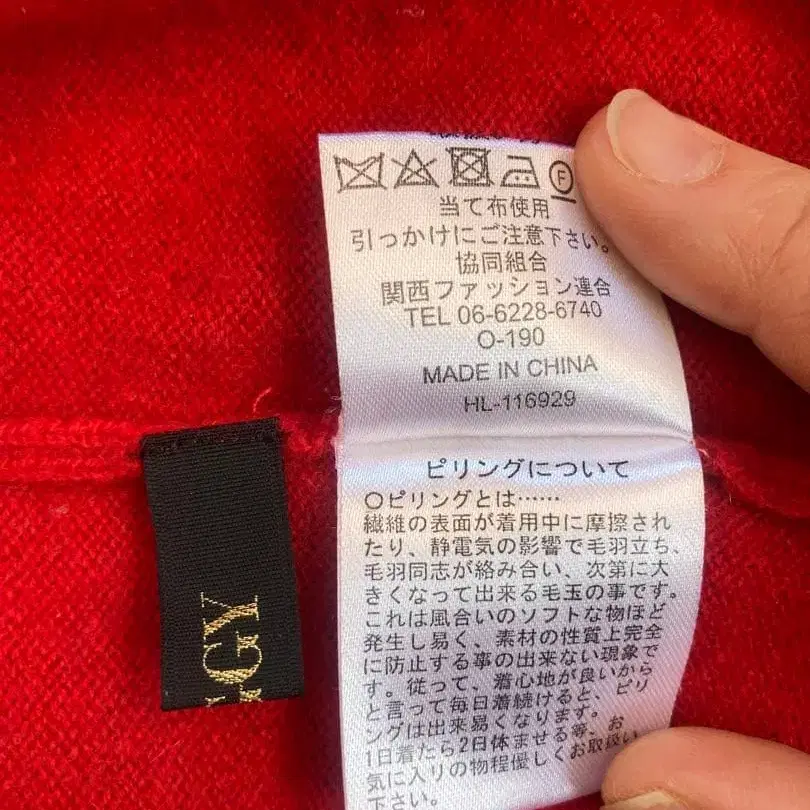 F
当て布使用
引っかけにご注意下さい。
協同組合
関西ファッション連合
TEL 06-6228-6740
O-190
MADE IN CHINA
HL-116929
ピリングについて
〇ピリングとは……
繊維の表面が着用中に摩擦され
たり、静電気の影響で毛羽立ち、
毛羽同志が絡み合い、次第に大
きくなって出来る毛玉の事です。
これは風合いのソフトな物ほど
発生し易く、素材の性質上完全
に防止する事の出来ない現象で
す。従って、着心地が良いから
と言って毎日着続けると、ピリ
ングは出来易くなります。
1日着たら2日休ませる等、お
気に入りの物程優しくお取扱い
下さい。
GY